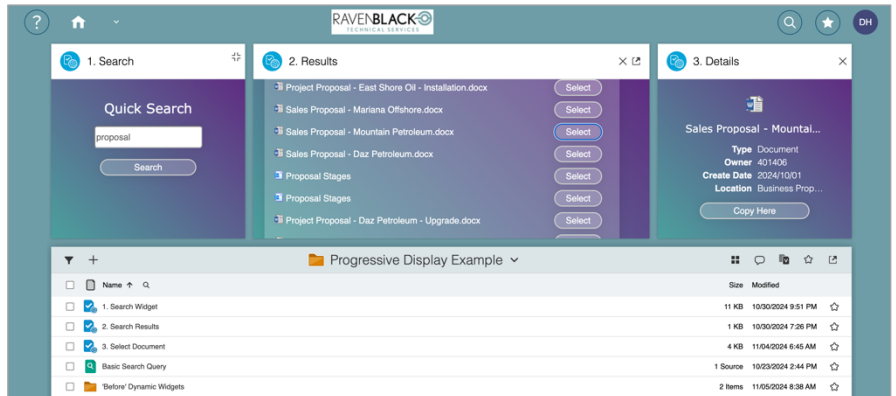 ?
RAVENBLACK
TECHNICAL SERVICES
DH
1. Search
Quick Search
proposal
Search
2. Results
Project Proposal - East Shore Oil - Installation.docx Select
Sales Proposal - Mariana Offshore.docx Select
Sales Proposal - Mountain Petroleum.docx Select
Sales Proposal - Daz Petroleum.docx Select
Proposal Stages Select
Proposal Stages Select
Project Proposal - Daz Petroleum - Upgrade.docx Select
3. Details
Sales Proposal - Mountai...
Type Document
Owner 401406
Create Date 2024/10/01
Location Business Prop...
Copy Here
Progressive Display Example
Name Size Modified
1. Search Widget 11 KB 10/30/2024 9:51 PM
2. Search Results 1 KB 10/30/2024 7:26 PM
3. Select Document 4 KB 11/04/2024 6:45 AM
Basic Search Query 1 Source 10/23/2024 2:44 PM
'Before' Dynamic Widgets 2 Items 11/05/2024 8:38 AM